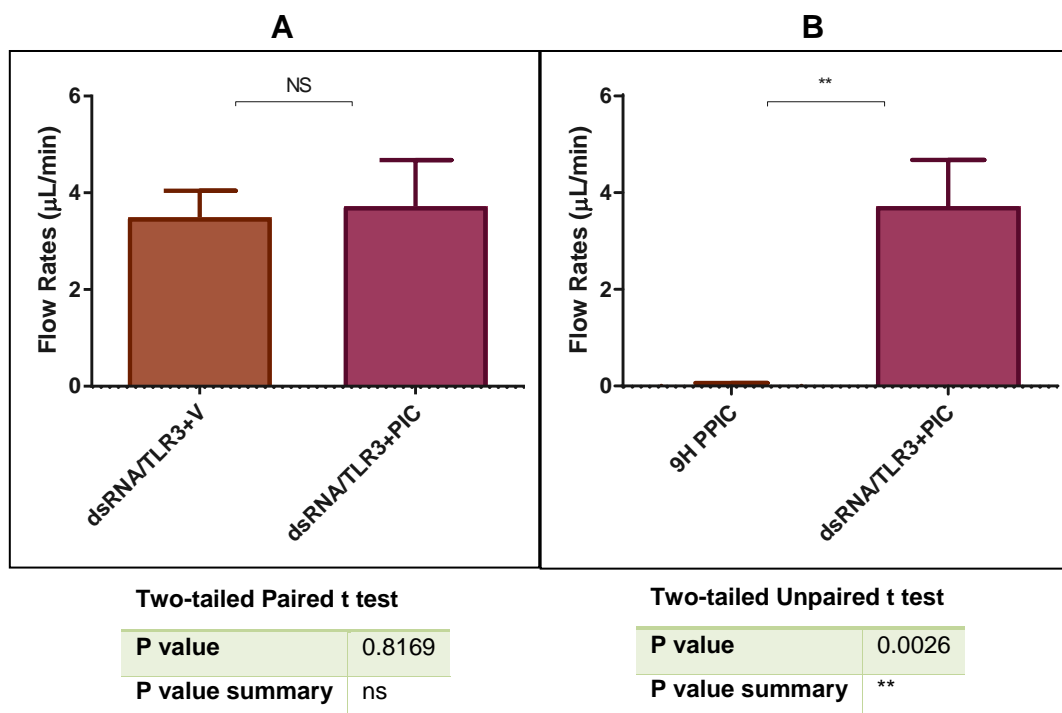 A
Flow Rates (µL/min)
6
4
2
0
NS
dsRNA/TLR3+V
dsRNA/TLR3+PIC
Two-tailed Paired t test
P value 0.8169
P value summary ns
B
Flow Rates (µL/min)
6
4
2
0
**
9H PPIC
dsRNA/TLR3+PIC
Two-tailed Unpaired t test
P value 0.0026
P value summary **